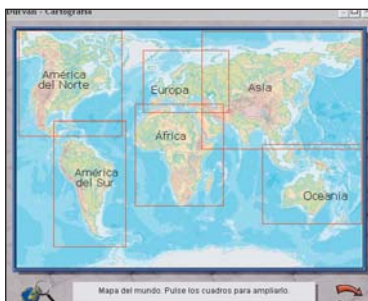 Durvan - Cartografía
América
del Norte
Europa
Asia
África
América
del Sur
Oceanía
Mapa del mundo. Pulse los cuadros para ampliarlo.